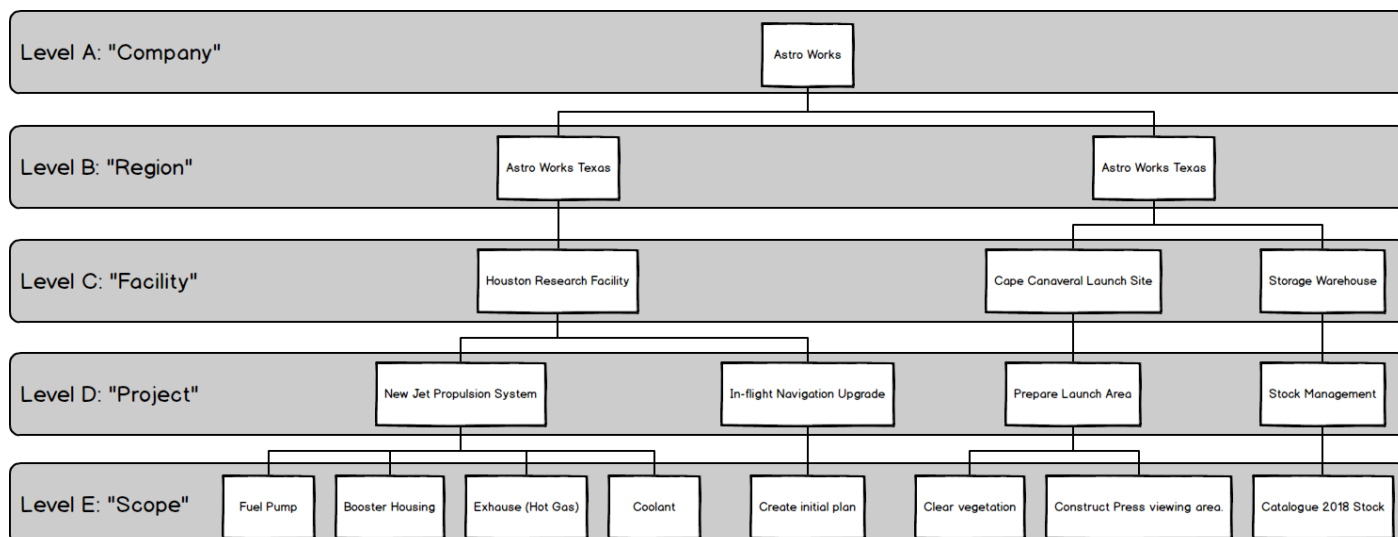 Level A: "Company"
Astro Works
Level B: "Region"
Astro Works Texas
Astro Works Texas
Level C: "Facility"
Houston Research Facility
Cape Canaveral Launch Site
Storage Warehouse
Level D: "Project"
New Jet Propulsion System
In-flight Navigation Upgrade
Prepare Launch Area
Stock Management
Level E: "Scope"
Fuel Pump
Booster Housing
Exhause (Hot Gas)
Coolant
Create initial plan
Clear vegetation
Construct Press viewing area.
Catalogue 2018 Stock